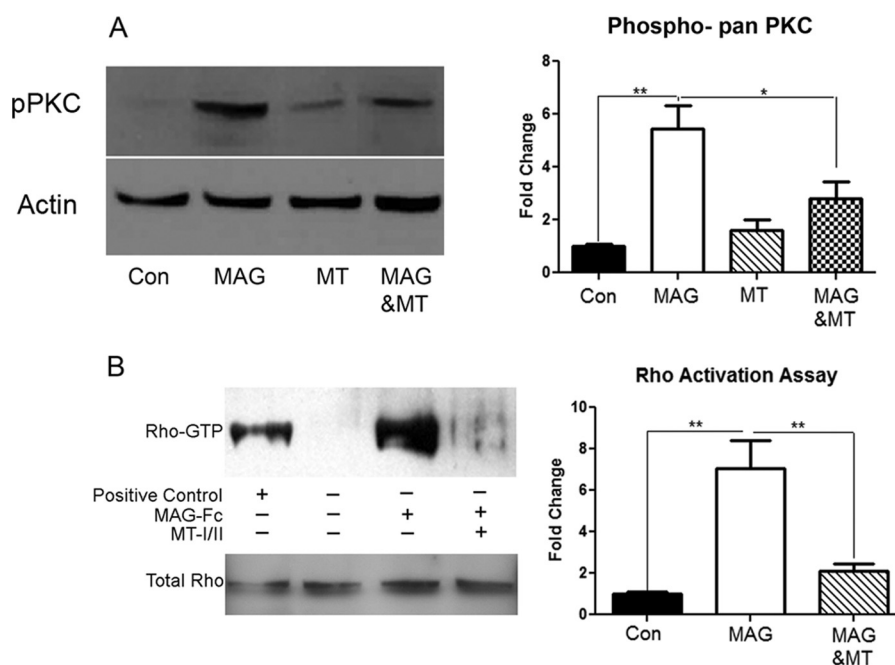 A
pPKC
Actin
Con MAG MT MAG
&MT
Phospho- pan PKC
Fold Change
8
6
4
2
0
** *
Con MAG MT MAG
&MT
B
Rho-GTP
Positive Control + – – –
MAG-Fc – – + +
MT-I/II – – – +
Total Rho
Rho Activation Assay
Fold Change
10
8
6
4
2
0
** **
Con MAG MAG
&MT